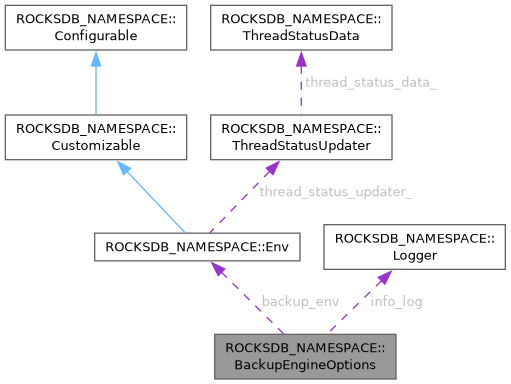 ROCKSDB_NAMESPACE::
Configurable
ROCKSDB_NAMESPACE::
ThreadStatusData
thread_status_data_
ROCKSDB_NAMESPACE::
Customizable
ROCKSDB_NAMESPACE::
ThreadStatusUpdater
thread_status_updater_
ROCKSDB_NAMESPACE::Env
ROCKSDB_NAMESPACE::
Logger
backup_env
info_log
ROCKSDB_NAMESPACE::
BackupEngineOptions